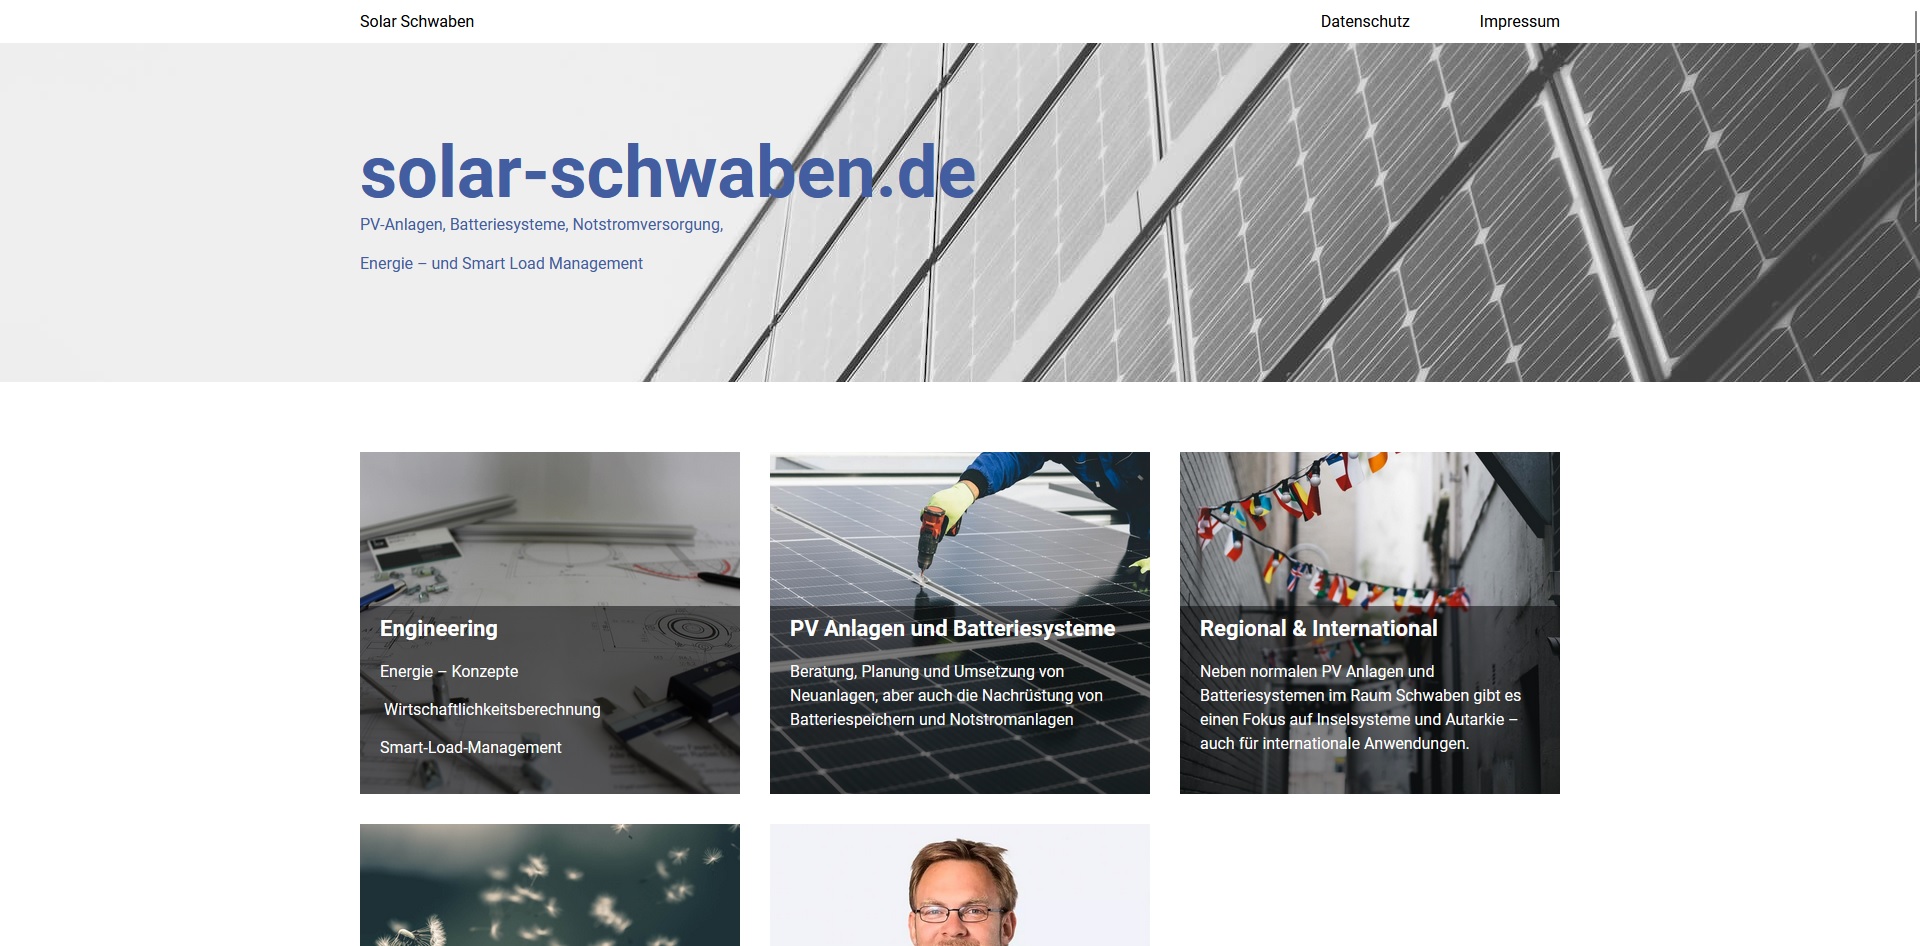 Solar Schwaben
Datenschutz
Impressum
solar-schwaben.de
PV-Anlagen, Batteriesysteme, Notstromversorgung,
Energie – und Smart Load Management
Engineering
Energie – Konzepte
Wirtschaftlichkeitsberechnung
Smart-Load-Management
PV Anlagen und Batteriesysteme
Beratung, Planung und Umsetzung von
Neuanlagen, aber auch die Nachrüstung von
Batteriespeichern und Notstromanlagen
Regional & International
Neben normalen PV Anlagen und
Batteriesystemen im Raum Schwaben gibt es
einen Fokus auf Inselsysteme und Autarkie –
auch für internationale Anwendungen.